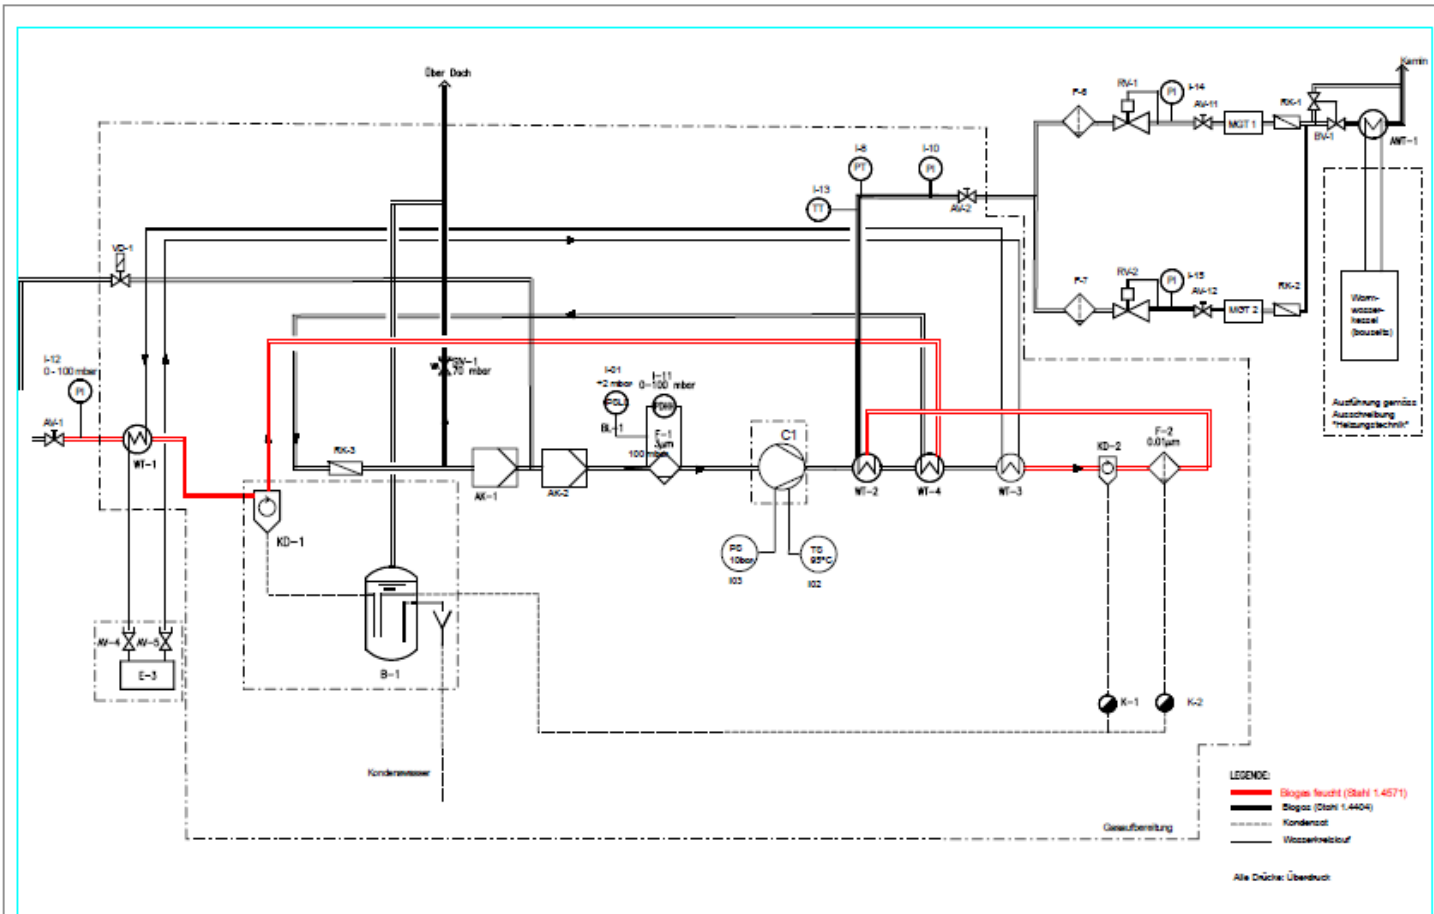 Über Dach
Kamin
F-6
RV-1
PI
I-14
AV-11
MGT 1
RK-1
BV-1
AWT-1
I-8
PT
I-10
PI
I-13
TT
AV-2
VD-1
F-7
RV-2
PI
I-15
AV-12
MGT 2
RK-2
Warm-
wasser-
kessel
(bauseits)
Ausführung gemäss
Ausschreibung
"Heizungstechnik"
I-12
0-100 mbar
PI
AV-1
WT-1
70 mbar
I-01
+2 mbar
I-11
0-100 mbar
BL-1
F-1
3µm
100 mbar
RK-3
AK-1
AK-2
C1
WT-2
WT-4
WT-3
KD-2
F-2
0.01µm
KD-1
PS
10bar
I03
TS
95°C
I02
AV-4
AV-5
E-3
B-1
K-1
K-2
Kondenswasser
Gasaufbereitung
LEGENDE:
Biogas feucht (Stahl 1.4571)
Biogas (Stahl 1.4404)
Kondensat
Wasserkreislauf
Alle Drücke: Überdruck